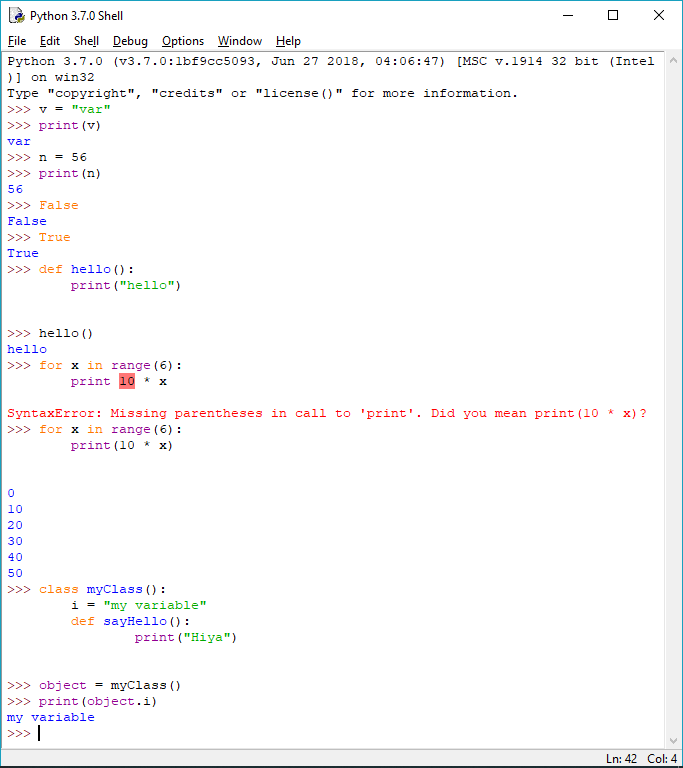 Python 3.7.0 Shell
File Edit Shell Debug Options Window Help
Python 3.7.0 (v3.7.0:1bf9cc5093, Jun 27 2018, 04:06:47) [MSC v.1914 32 bit (Intel
)] on win32
Type "copyright", "credits" or "license()" for more information.
>>> v = "var"
>>> print(v)
var
>>> n = 56
>>> print(n)
56
>>> False
False
>>> True
True
>>> def hello():
        print("hello")
>>> hello()
hello
>>> for x in range(6):
        print 10 * x
SyntaxError: Missing parentheses in call to 'print'. Did you mean print(10 * x)?
>>> for x in range(6):
        print(10 * x)
0
10
20
30
40
50
>>> class myClass():
        i = "my variable"
        def sayHello():
                print("Hiya")
>>> object = myClass()
>>> print(object.i)
my variable
>>>
Ln: 42 Col: 4